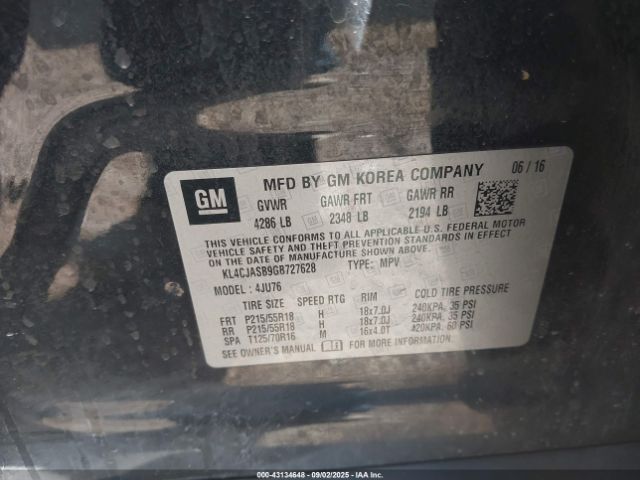 GM
MFD BY GM KOREA COMPANY 06 / 16
GVWR GAWR FRT GAWR RR
4286 LB 2348 LB 2194 LB
THIS VEHICLE CONFORMS TO ALL APPLICABLE U.S. FEDERAL MOTOR
VEHICLE SAFETY AND THEFT PREVENTION STANDARDS IN EFFECT ON
THE DATE OF MANUFACTURE SHOWN ABOVE.
KL4CJASB9GB727628 TYPE: MPV
MODEL : 4JU76
TIRE SIZE SPEED RTG RIM COLD TIRE PRESSURE
FRT P215/55R18 H 18x7.0J 240KPA, 35 PSI
RR P215/55R18 H 18x7.0J 240KPA, 35 PSI
SPA T125/70R16 M 16x4.0T 420KPA, 60 PSI
SEE OWNER'S MANUAL FOR ADDITIONAL INFORMATION
000-43134648 - 09/02/2025 - IAAI.com